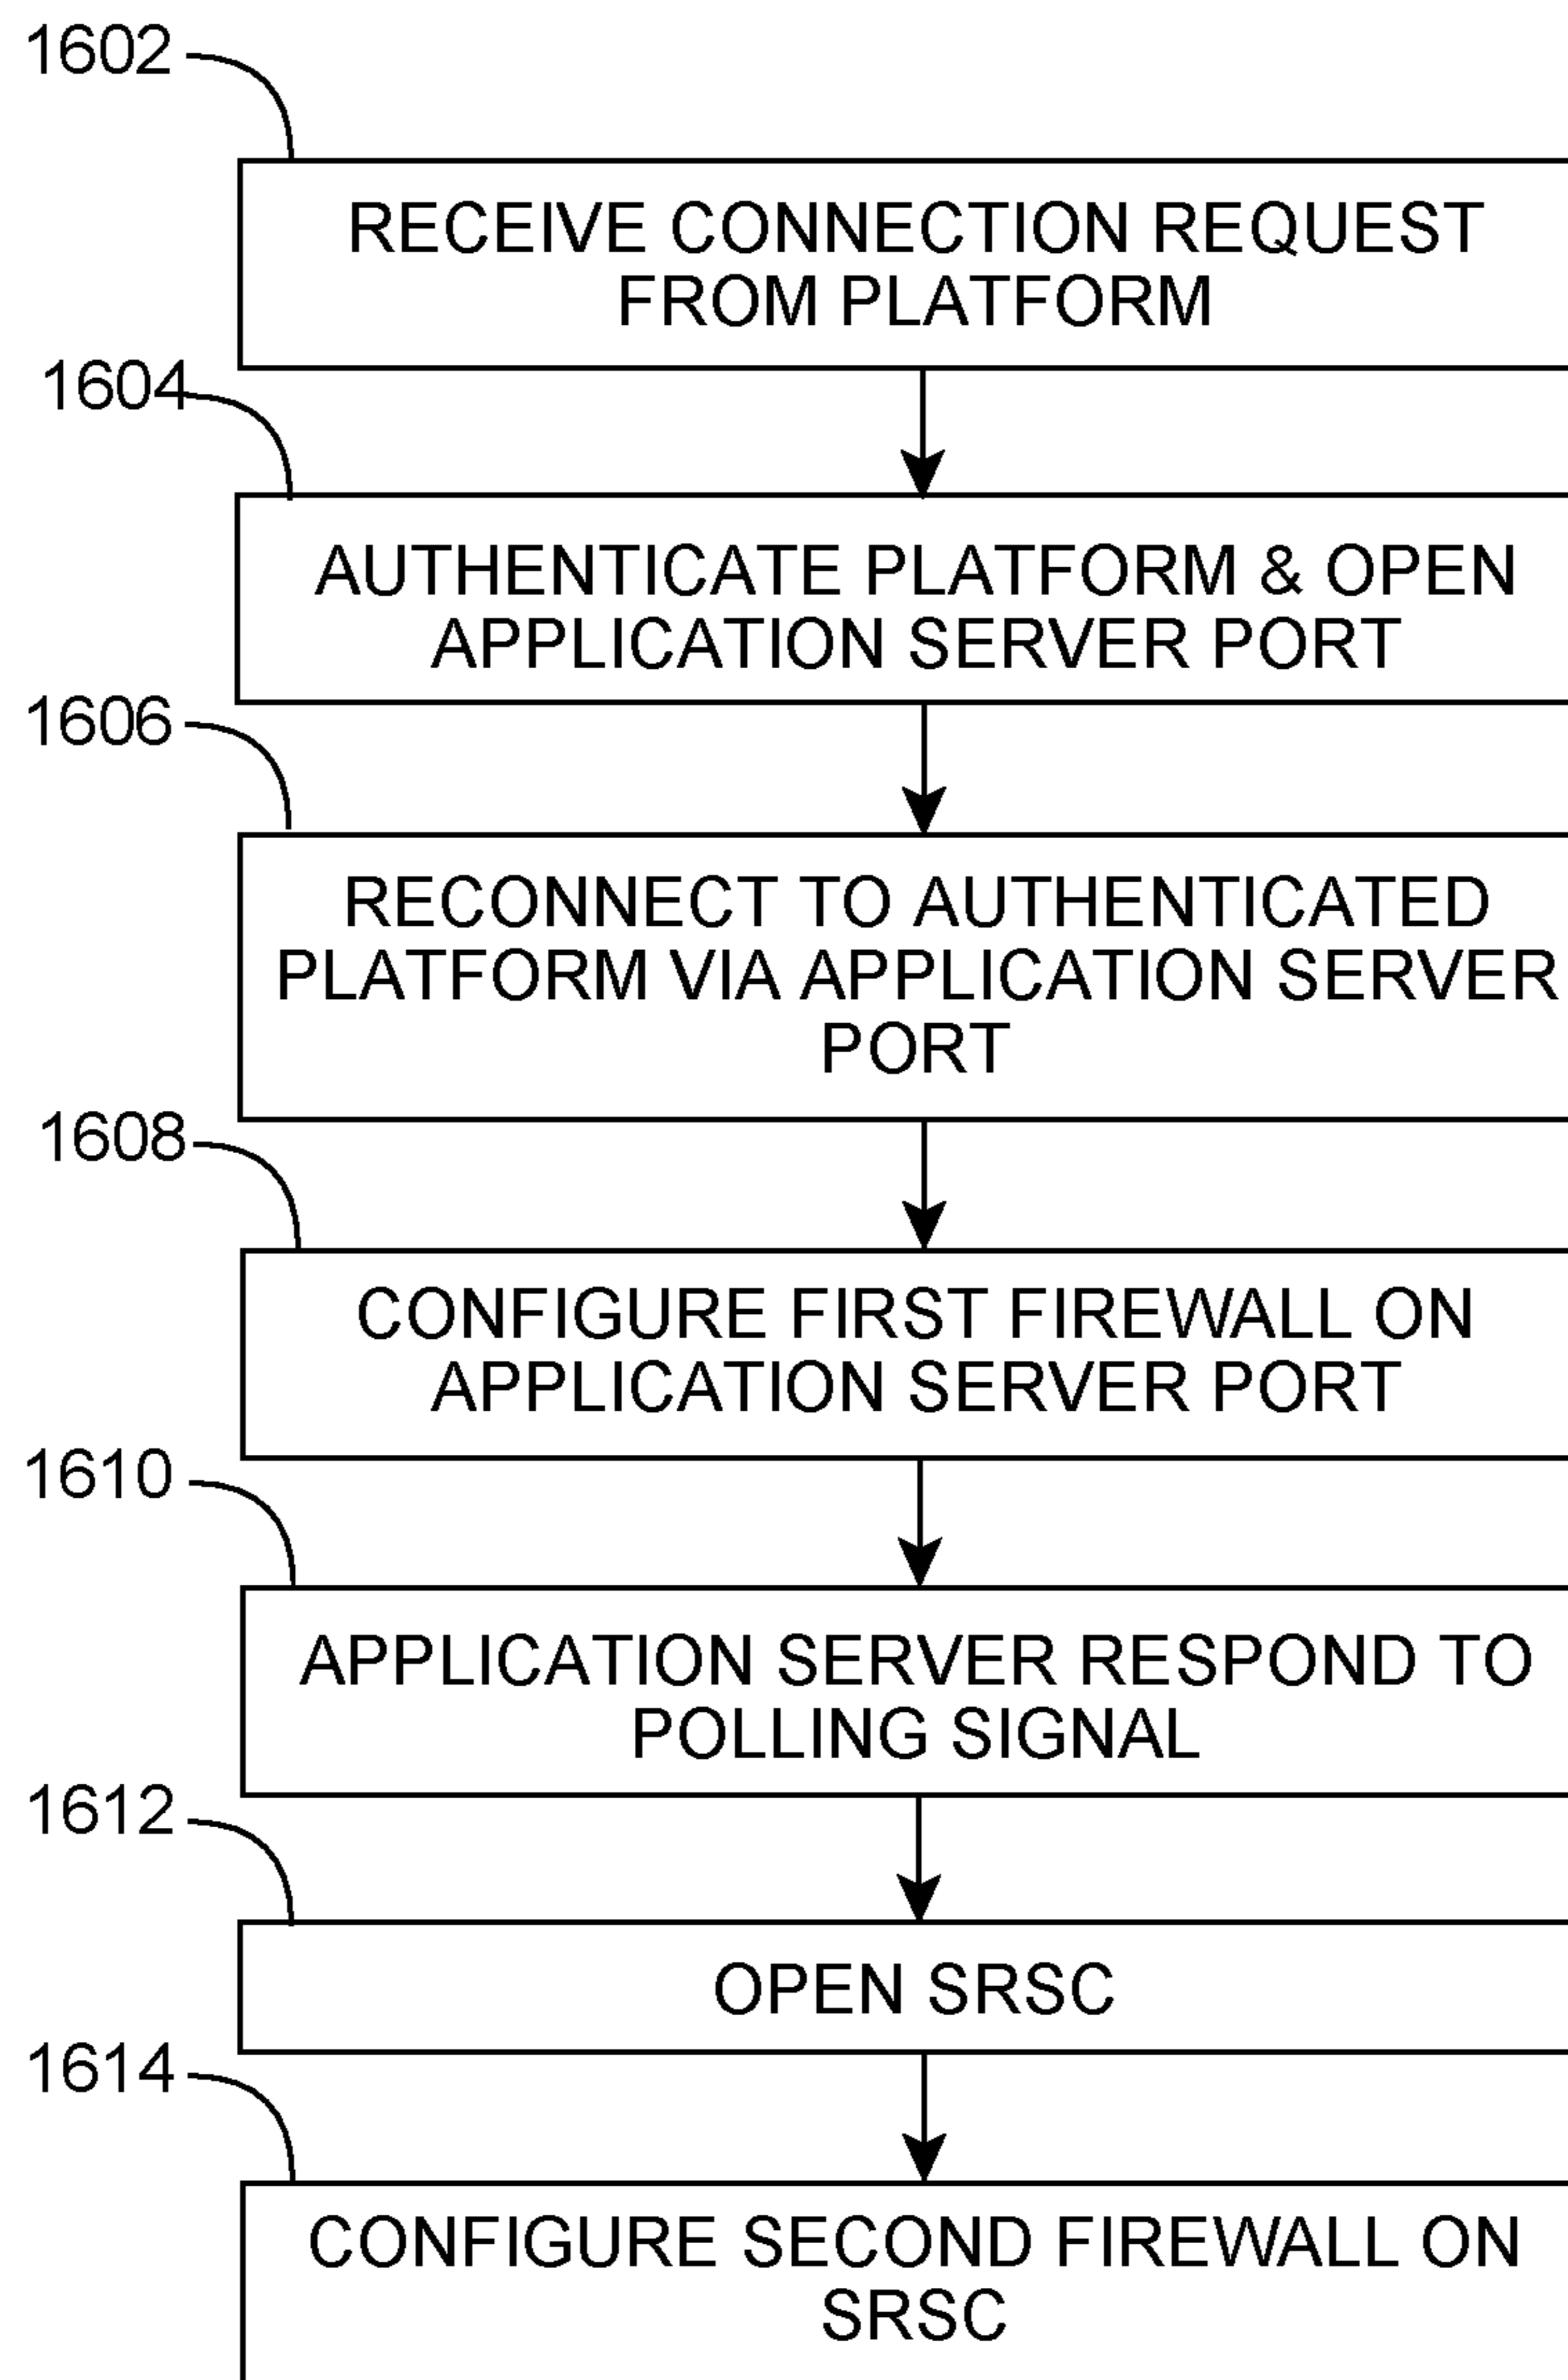 1602
RECEIVE CONNECTION REQUEST
FROM PLATFORM
1604
AUTHENTICATE PLATFORM & OPEN
APPLICATION SERVER PORT
1606
RECONNECT TO AUTHENTICATED
PLATFORM VIA APPLICATION SERVER
PORT
1608
CONFIGURE FIRST FIREWALL ON
APPLICATION SERVER PORT
1610
APPLICATION SERVER RESPOND TO
POLLING SIGNAL
1612
OPEN SRSC
1614
CONFIGURE SECOND FIREWALL ON
SRSC